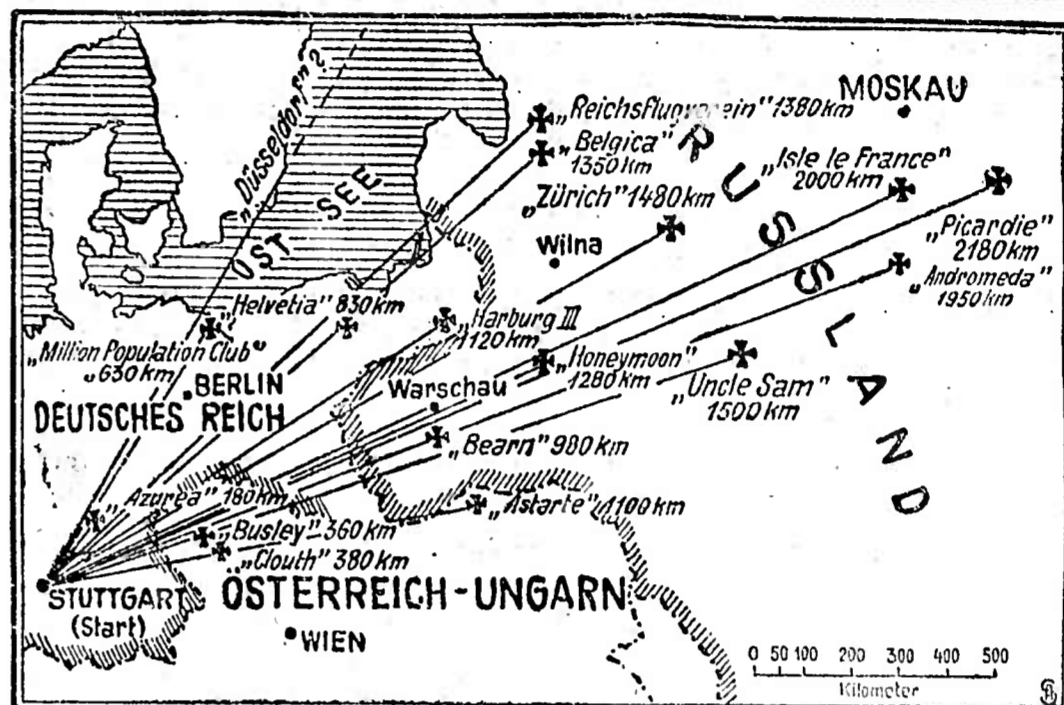 MOSKAU
„Düsseldorf"?
„Reichsflugverein" 1380 km
„Belgica"
1350 km
„Zürich" 1480 km
RUSSLAND
„Isle le France"
2000 km
„Picardie"
2180 km
„Andromeda"
1950 km
OSTSEE
Wilna
„Helvetia" 830 km
„Million Population Club"
„630 km
„Harburg III
1120 km
„Honeymoon"
1280 km
„Uncle Sam"
1500 km
BERLIN
DEUTSCHES REICH
Warschau
„Bearn" 980 km
„Azurea" 180 km
„Astarte" 1100 km
„Busley" 360 km
„Clouth" 380 km
STUTTGART
(Start)
ÖSTERREICH-UNGARN
WIEN
0 50 100 200 300 400 500
Kilometer